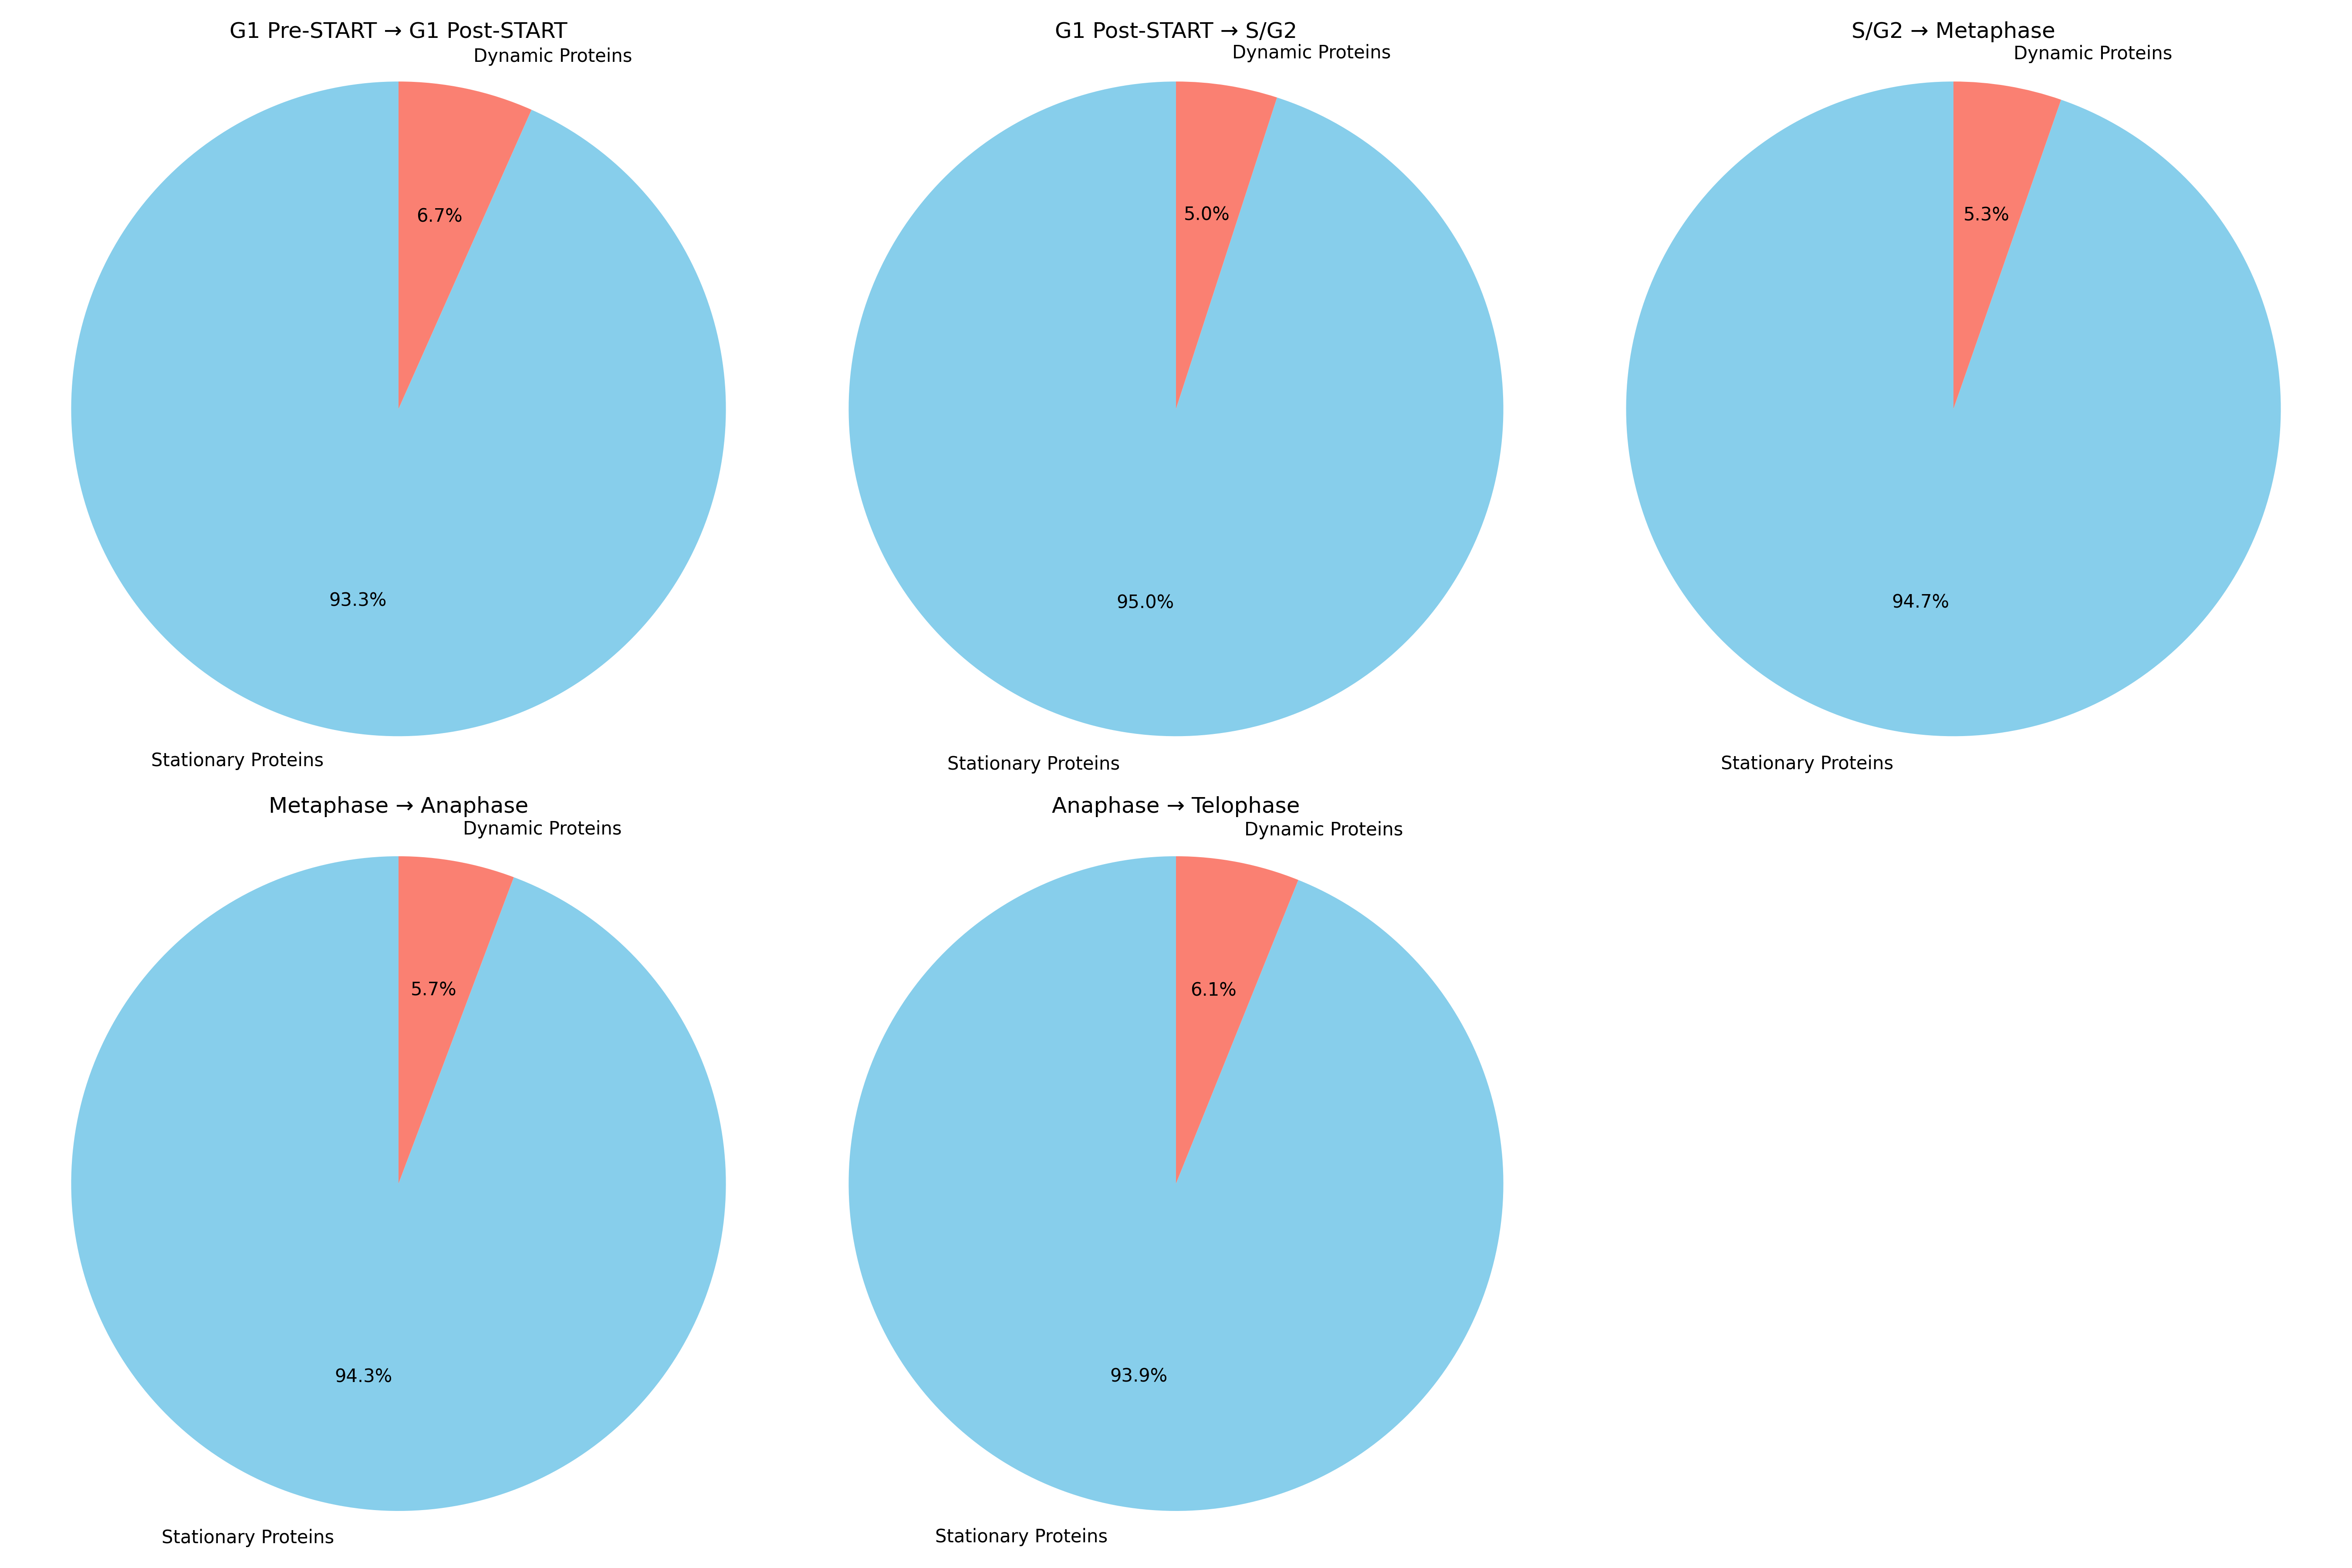 G1 Pre-START → G1 Post-START
Dynamic Proteins
6.7%
93.3%
Stationary Proteins
G1 Post-START → S/G2
Dynamic Proteins
5.0%
95.0%
Stationary Proteins
S/G2 → Metaphase
Dynamic Proteins
5.3%
94.7%
Stationary Proteins
Metaphase → Anaphase
Dynamic Proteins
5.7%
94.3%
Stationary Proteins
Anaphase → Telophase
Dynamic Proteins
6.1%
93.9%
Stationary Proteins